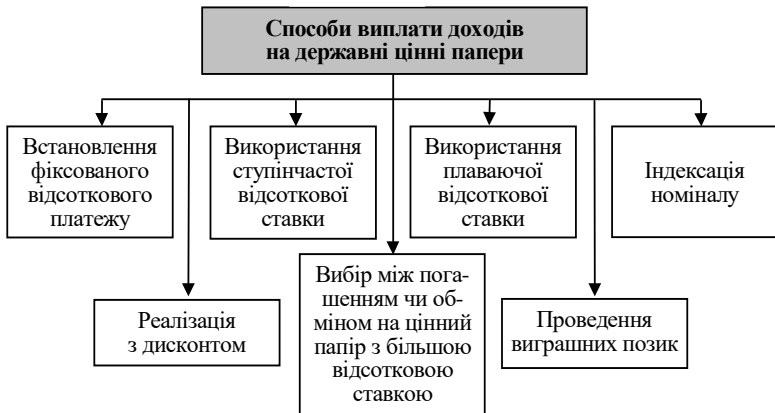 Способи виплати доходів
на державні цінні папери
Встановлення
фіксованого
відсоткового
платежу
Використання
ступінчастої
відсоткової
ставки
Використання
плаваючої
відсоткової
ставки
Індексація
номіналу
Реалізація
з дисконтом
Вибір між пога-
шенням чи об-
міном на цінний
папір з більшою
відсотковою
ставкою
Проведення
виграшних позик